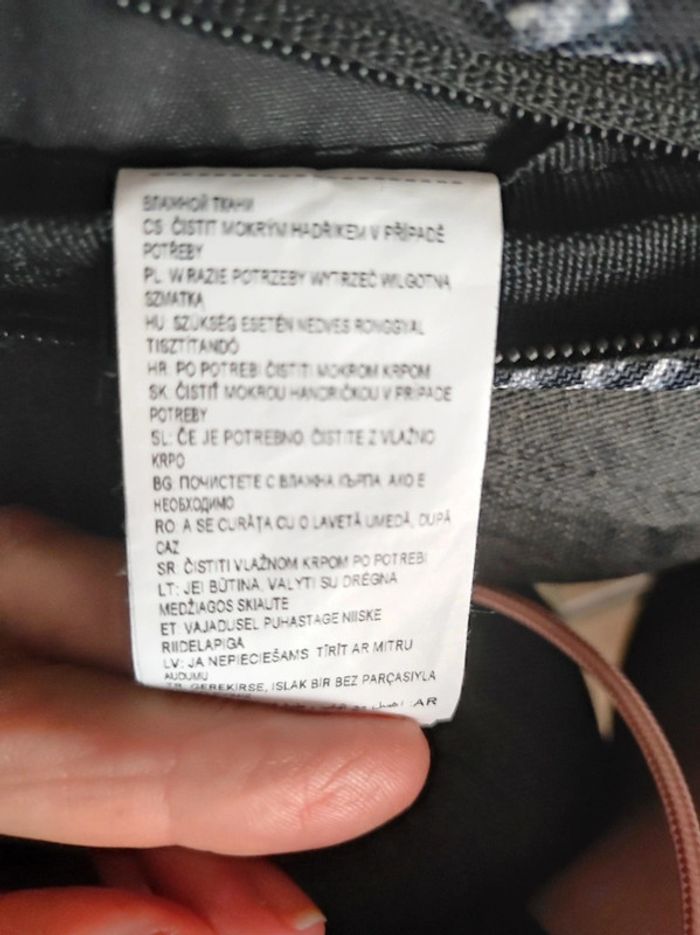 ВЛАЖНОЙ ТКАНИ
CS: ČISTIT MOKRÝM HADŘÍKEM V PŘÍPADĚ
POTŘEBY
PL: W RAZIE POTRZEBY WYTRZEĆ WILGOTNĄ
SZMATKĄ
HU: SZÜKSÉG ESETÉN NEDVES RONGGYAL
TISZTÍTANDÓ
HR: PO POTREBI ČISTITI MOKROM KRPOM
SK: ČISTIŤ MOKROU HANDRIČKOU V PRÍPADE
POTREBY
SL: ČE JE POTREBNO, ČISTITE Z VLAŽNO
KRPO
BG: ПОЧИСТЕТЕ С ВЛАЖНА КЪРПА, АКО Е
НЕОБХОДИМО
RO: A SE CURĂȚA CU O LAVETĂ UMEDĂ, DUPĂ
CAZ
SR: ČISTITI VLAŽNOM KRPOM PO POTREBI
LT: JEI BŪTINA, VALYTI SU DRĖGNA
MEDŽIAGOS SKIAUTE
ET: VAJADUSEL PUHASTAGE NIISKE
RIIDELAPIGA
LV: JA NEPIECIEŠAMS TĪRĪT AR MITRU
AUDUMU
TR: GEREKIRSE, ISLAK BİR BEZ PARÇASIYLA
:AR